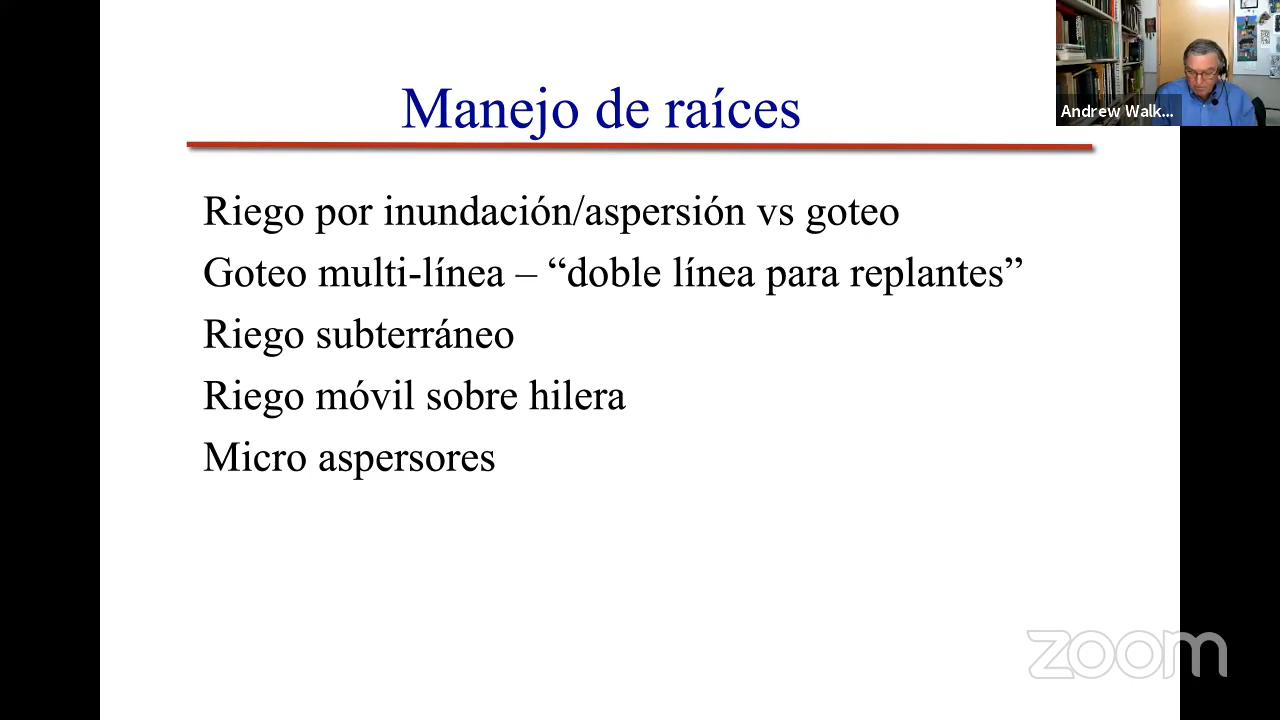 Manejo de raíces
Andrew Walk...
Riego por inundación/aspersión vs goteo
Goteo multi-línea – “doble línea para replantes”
Riego subterráneo
Riego móvil sobre hilera
Micro aspersores
zoom